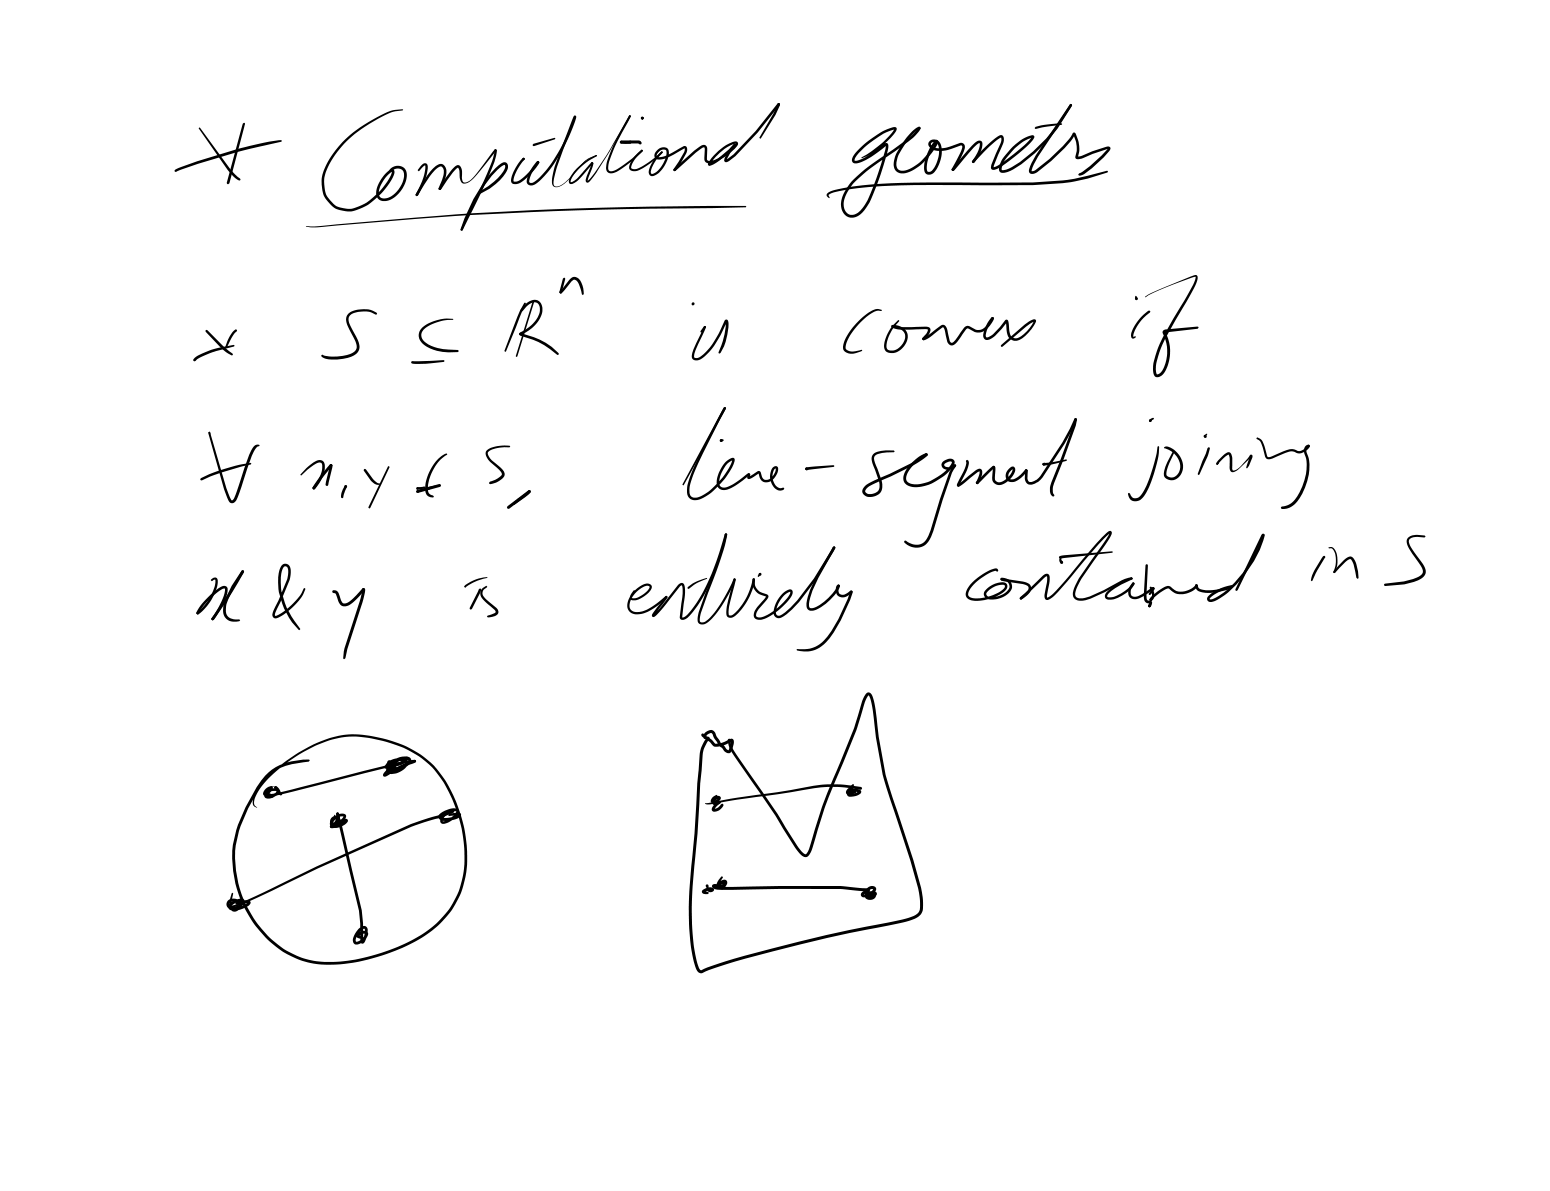 * Computational geometry
* S ⊆ ℝⁿ is convex if
∀ x, y ∈ S, line-segment joining
x & y is entirely contained in S